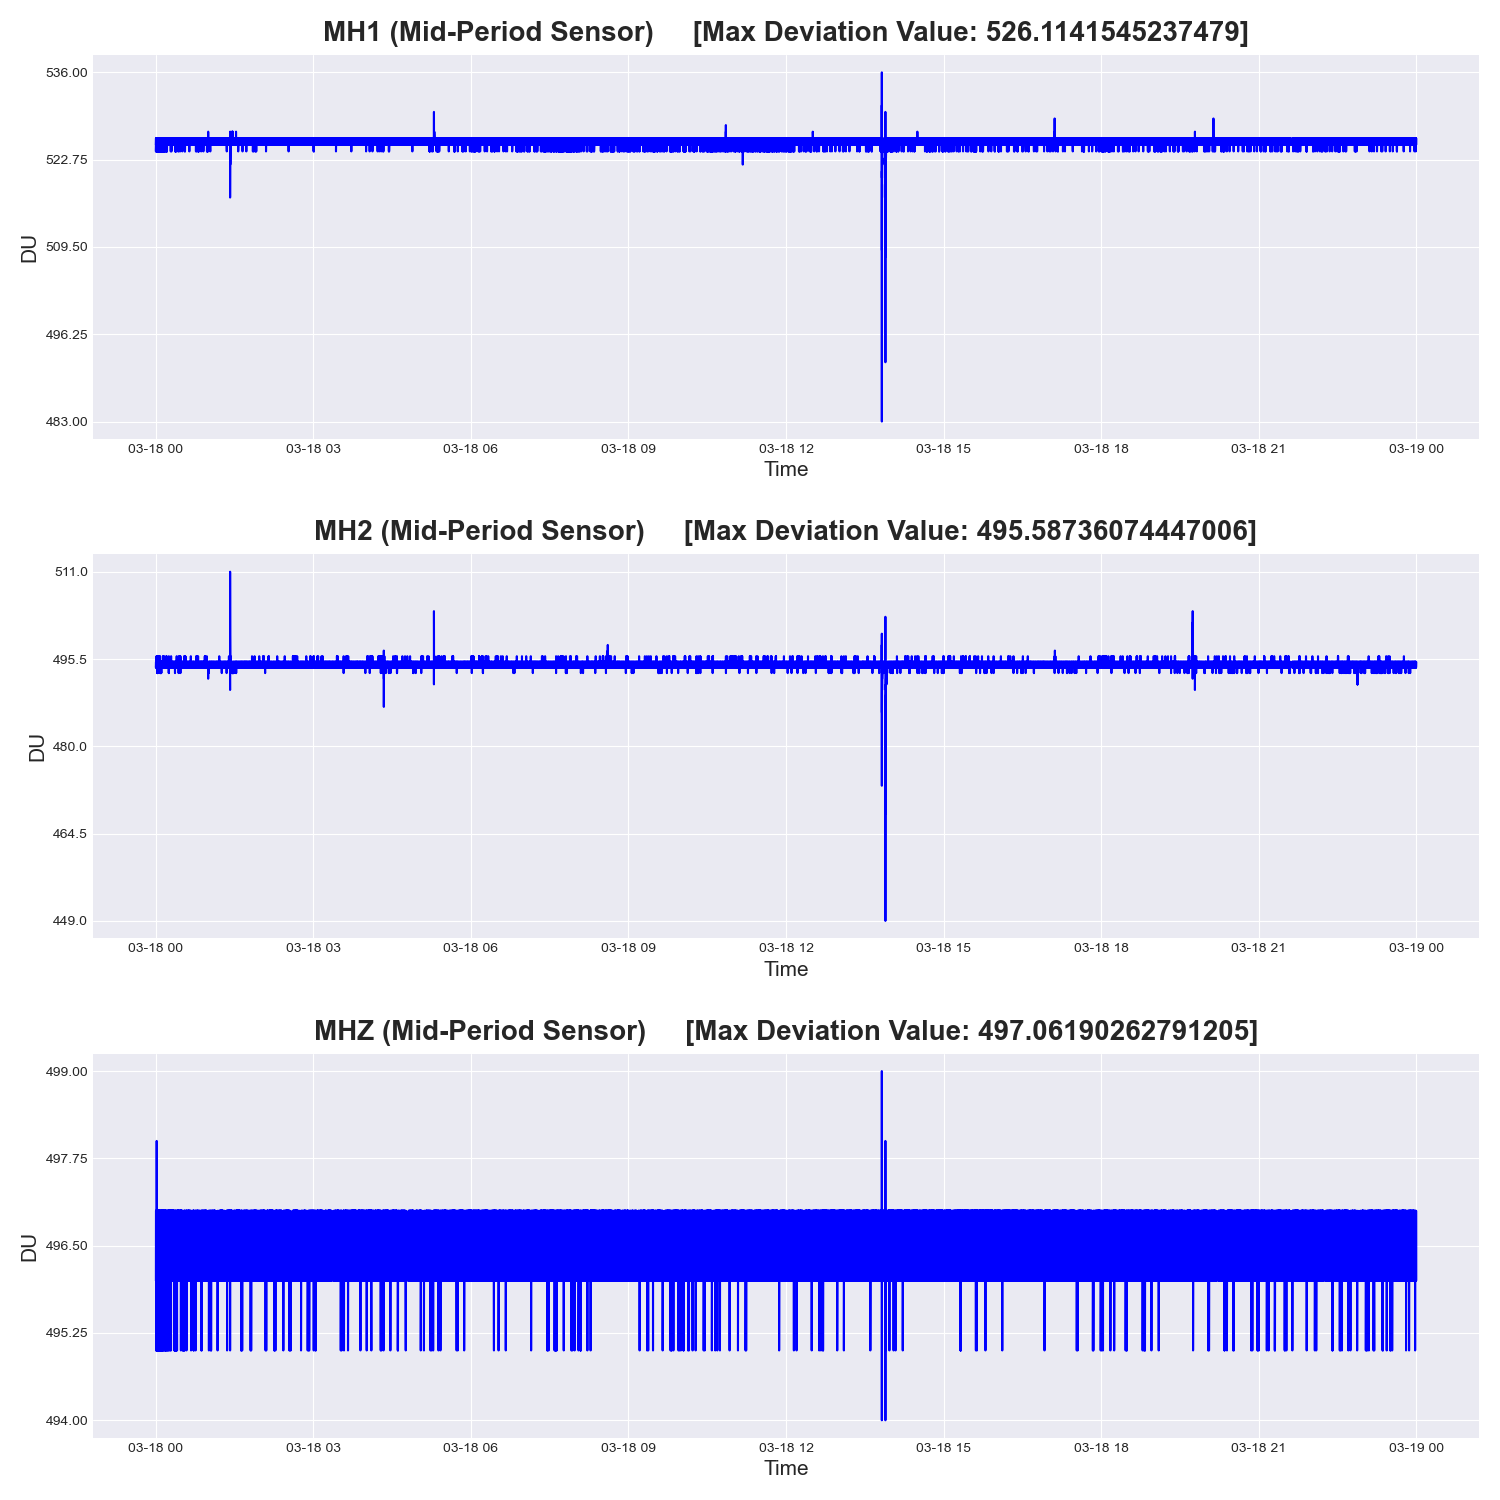 MH1 (Mid-Period Sensor) [Max Deviation Value: 526.1141545237479]
536.00
522.75
509.50
496.25
483.00
DU
03-18 00 03-18 03 03-18 06 03-18 09 03-18 12 03-18 15 03-18 18 03-18 21 03-19 00
Time
MH2 (Mid-Period Sensor) [Max Deviation Value: 495.58736074447006]
511.0
495.5
480.0
464.5
449.0
DU
03-18 00 03-18 03 03-18 06 03-18 09 03-18 12 03-18 15 03-18 18 03-18 21 03-19 00
Time
MHZ (Mid-Period Sensor) [Max Deviation Value: 497.06190262791205]
499.00
497.75
496.50
495.25
494.00
DU
03-18 00 03-18 03 03-18 06 03-18 09 03-18 12 03-18 15 03-18 18 03-18 21 03-19 00
Time